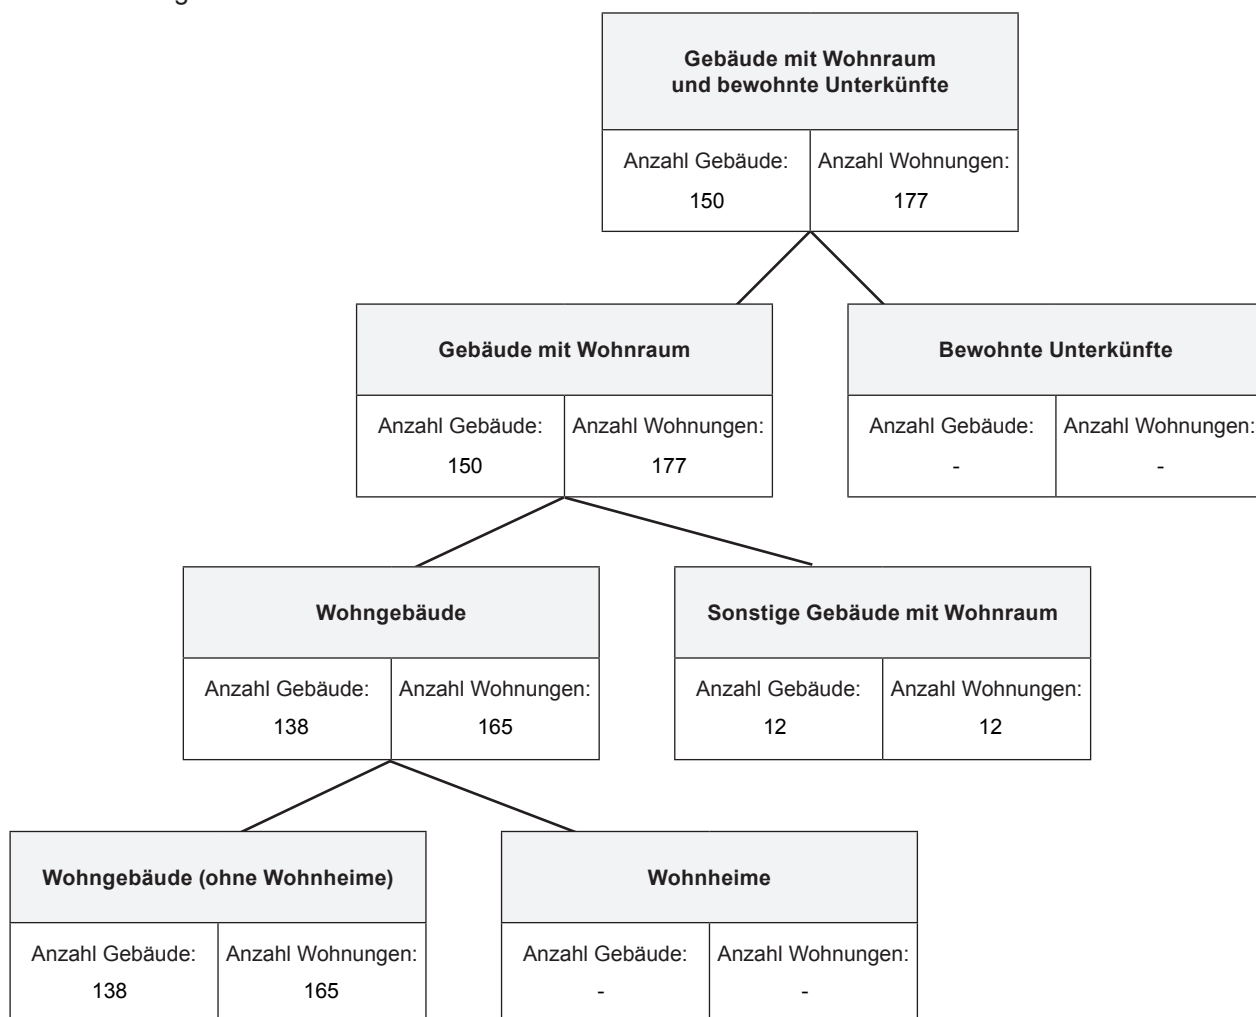 Gebäude mit Wohnraum
und bewohnte Unterkünfte
Anzahl Gebäude: Anzahl Wohnungen:
150 177
Gebäude mit Wohnraum
Anzahl Gebäude: Anzahl Wohnungen:
150 177
Bewohnte Unterkünfte
Anzahl Gebäude: Anzahl Wohnungen:
- -
Wohngebäude
Anzahl Gebäude: Anzahl Wohnungen:
138 165
Sonstige Gebäude mit Wohnraum
Anzahl Gebäude: Anzahl Wohnungen:
12 12
Wohngebäude (ohne Wohnheime)
Anzahl Gebäude: Anzahl Wohnungen:
138 165
Wohnheime
Anzahl Gebäude: Anzahl Wohnungen:
- -